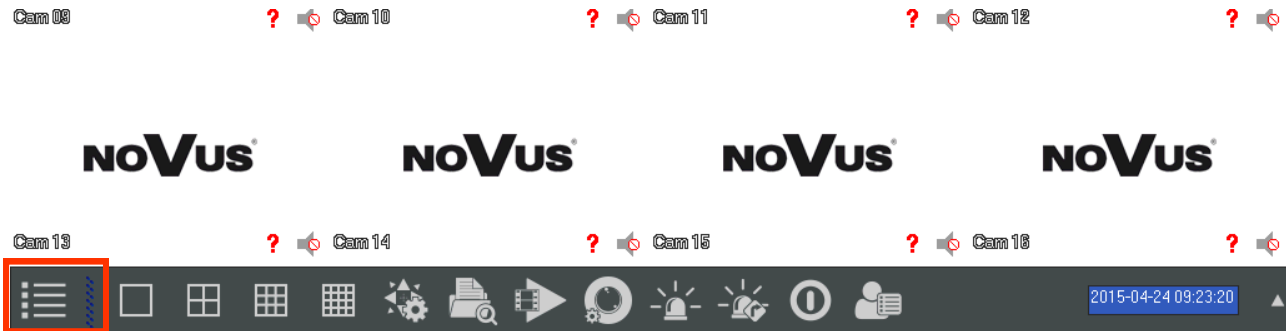 Cam 09 ? Cam 10 ? Cam 11 ? Cam 12 ?
NOVUS® NOVUS® NOVUS® NOVUS®
Cam 13 ? Cam 14 ? Cam 15 ? Cam 16 ?
2015-04-24 09:23:20